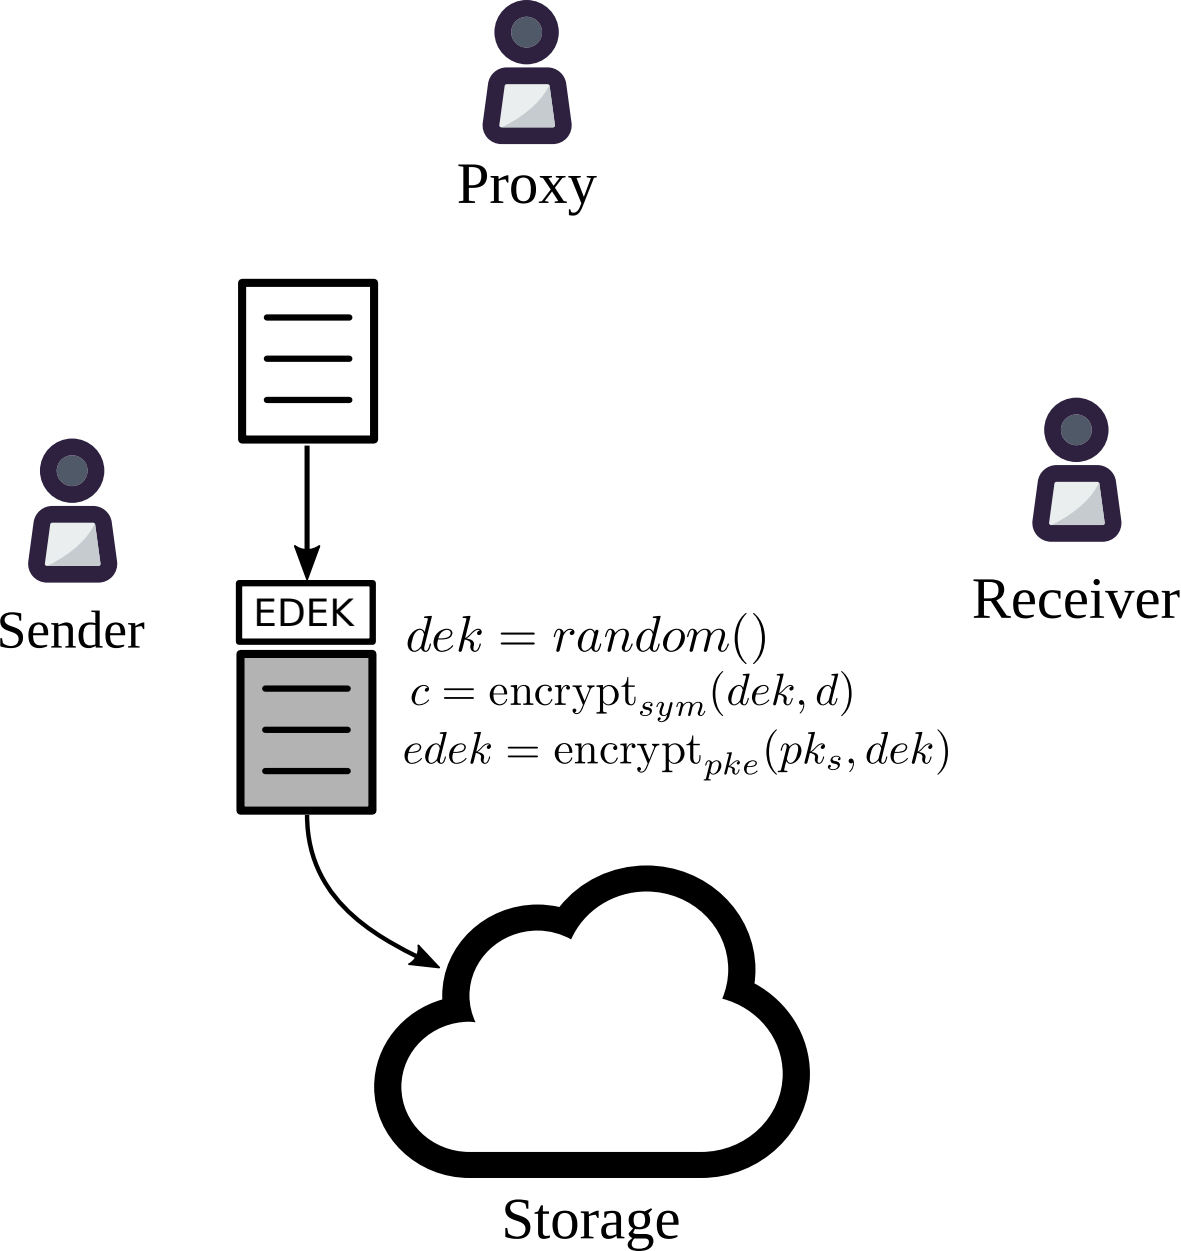 Proxy
Sender
Receiver
EDEK
dek = random()
c = encrypt_sym(dek, d)
edek = encrypt_pke(pk_s, dek)
Storage